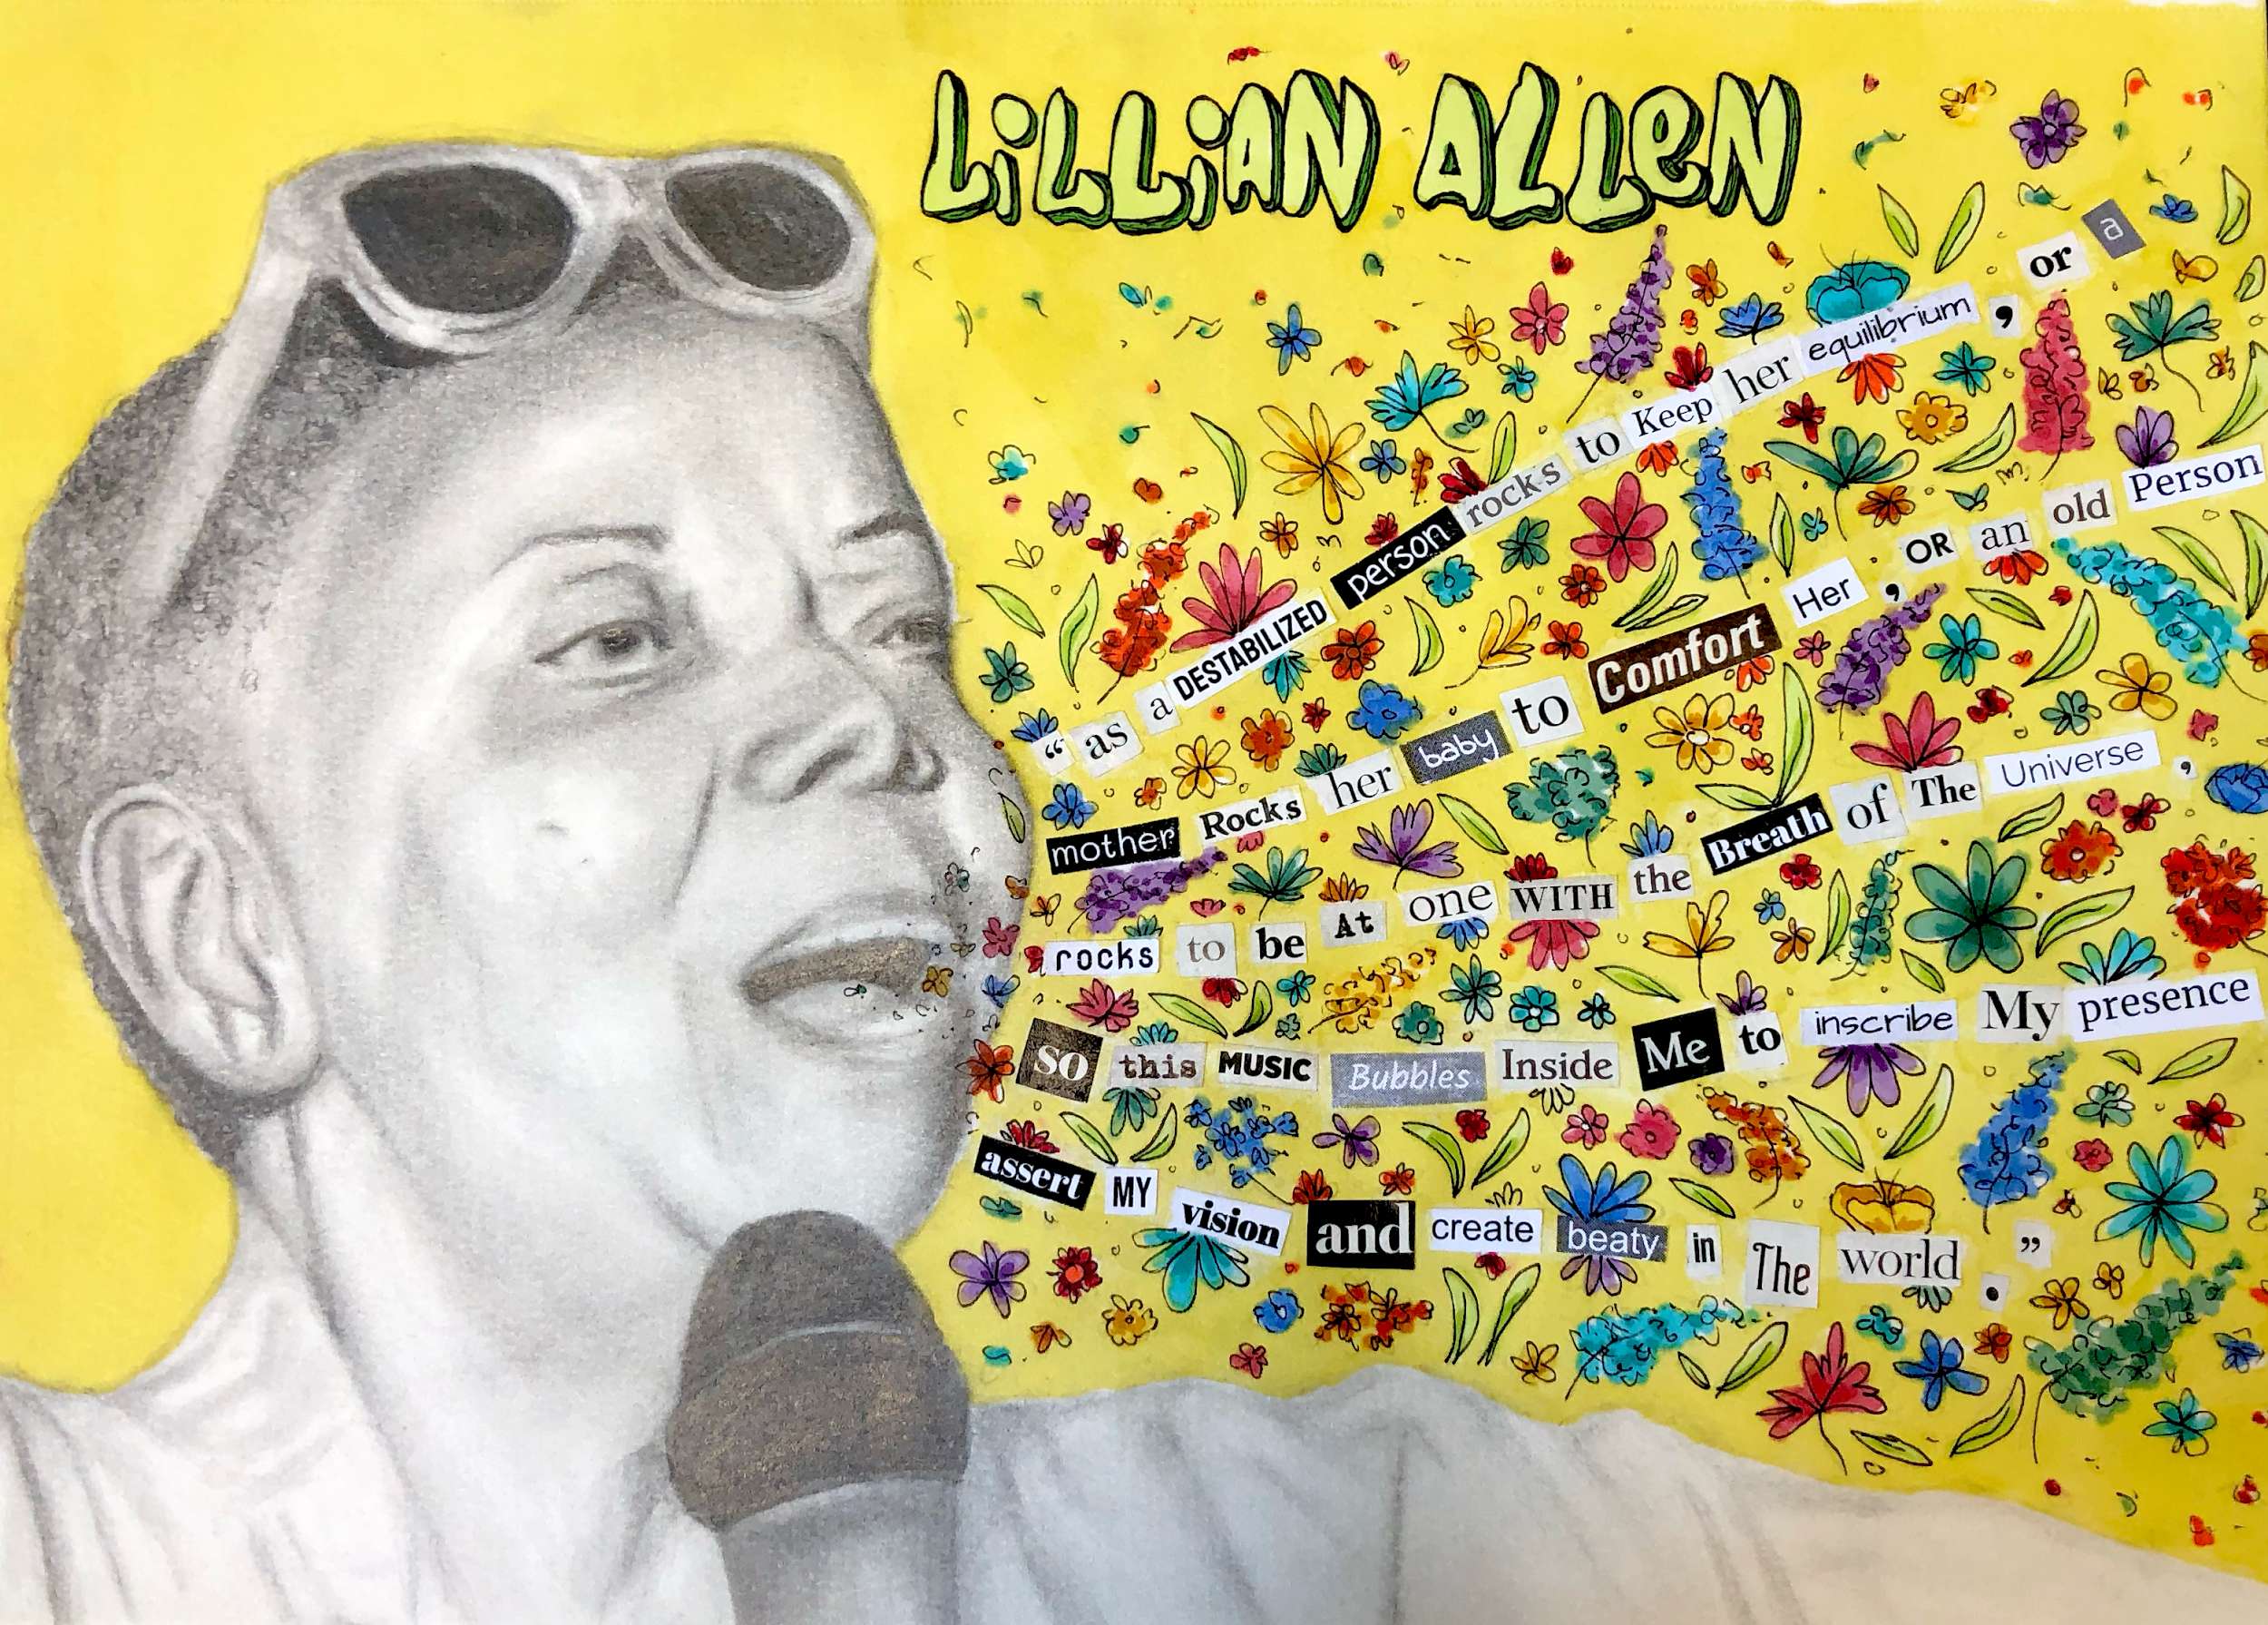 LiLLiAN ALLeN
“ as a DESTABILIZED person rocks to Keep her equilibrium , or a
mother Rocks her baby to Comfort Her , OR an old Person
rocks to be At one WITH the Breath of The Universe ,
so this MUSIC Bubbles Inside Me to inscribe My presence
assert MY vision and create beaty in The world . ”